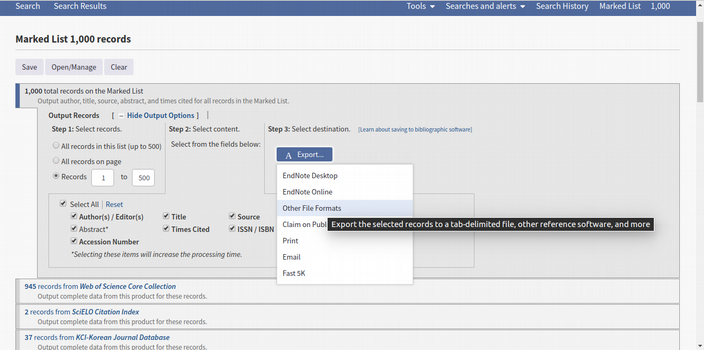 Search Search Results Tools Searches and alerts Search History Marked List 1,000
Marked List 1,000 records
Save Open/Manage Clear
1,000 total records on the Marked List
Output author, title, source, abstract, and times cited for all records in the Marked List.
Output Records [ – Hide Output Options ] |
Step 1: Select records. Step 2: Select content. Step 3: Select destination. [Learn about saving to bibliographic software]
All records in this list (up to 500) Select from the fields below: Export...
All records on page
Records 1 to 500
EndNote Desktop
EndNote Online
Other File Formats
Select All | Reset
Author(s) / Editor(s) Title Source
Claim on Publ
Export the selected records to a tab-delimited file, other reference software, and more
Abstract* Times Cited ISSN / ISBN
Print
Accession Number
*Selecting these items will increase the processing time.
Email
Fast 5K
945 records from Web of Science Core Collection
Output complete data from this product for these records.
2 records from SciELO Citation Index
Output complete data from this product for these records.
37 records from KCI-Korean Journal Database
Output complete data from this product for these records.